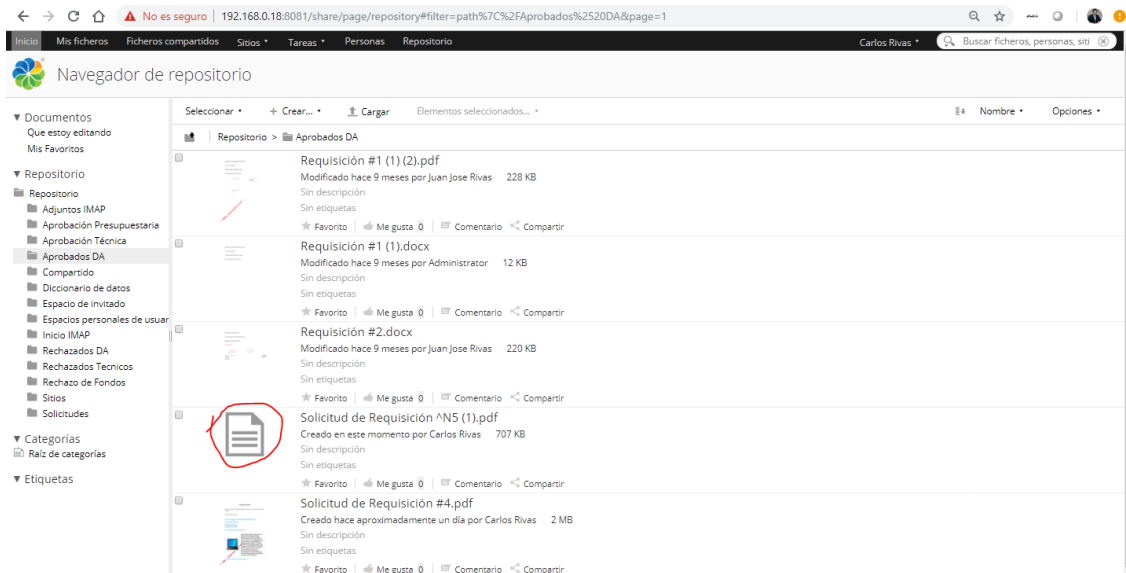 No es seguro 192.168.0.18:8081/share/page/repository#filter=path%7C%2FAprobados%2520DA&page=1
Inicio Mis ficheros Ficheros compartidos Sitios Tareas Personas Repositorio Carlos Rivas Buscar ficheros, personas, siti
Navegador de repositorio
Documentos
Que estoy editando
Mis Favoritos
Repositorio
Repositorio
Adjuntos IMAP
Aprobación Presupuestaria
Aprobación Técnica
Aprobados DA
Compartido
Diccionario de datos
Espacio de invitado
Espacios personales de usuar
Inicio IMAP
Rechazados DA
Rechazados Tecnicos
Rechazo de Fondos
Sitios
Solicitudes
Categorías
Raíz de categorías
Etiquetas
Seleccionar + Crear... Cargar Elementos seleccionados... Nombre Opciones
Repositorio > Aprobados DA
Requisición #1 (1) (2).pdf
Modificado hace 9 meses por Juan Jose Rivas 228 KB
Sin descripción
Sin etiquetas
Favorito Me gusta 0 Comentario Compartir
Requisición #1 (1).docx
Modificado hace 9 meses por Administrator 12 KB
Sin descripción
Sin etiquetas
Favorito Me gusta 0 Comentario Compartir
Requisición #2.docx
Modificado hace 9 meses por Juan Jose Rivas 220 KB
Sin descripción
Sin etiquetas
Favorito Me gusta 0 Comentario Compartir
Solicitud de Requisición ^N5 (1).pdf
Creado en este momento por Carlos Rivas 707 KB
Sin descripción
Sin etiquetas
Favorito Me gusta 0 Comentario Compartir
Solicitud de Requisición #4.pdf
Creado hace aproximadamente un día por Carlos Rivas 2 MB
Sin descripción
Sin etiquetas
Favorito Me gusta 0 Comentario Compartir